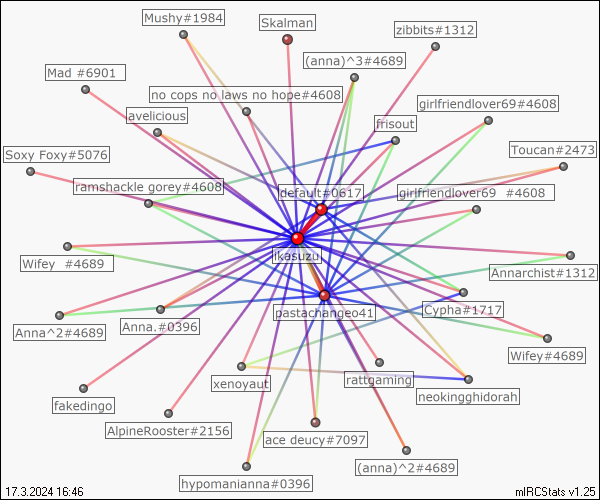 Mushy#1984
Skalman
zibbits#1312
(anna)^3#4689
Mad #6901
no cops no laws no hope#4608
girlfriendlover69#4608
avelicious
frisout
Soxy Foxy#5076
Toucan#2473
ramshackle gorey#4608
default#0617
girlfriendlover69 #4608
ikasuzu
Wifey #4689
Annarchist#1312
pastachangeo41
Cypha#1717
Anna^2#4689
Anna.#0396
Wifey#4689
xenoyaut
rattgaming
neokingghidorah
fakedingo
AlpineRooster#2156
ace deucy#7097
(anna)^2#4689
hypomanianna#0396
17.3.2024 16:46
mIRCStats v1.25